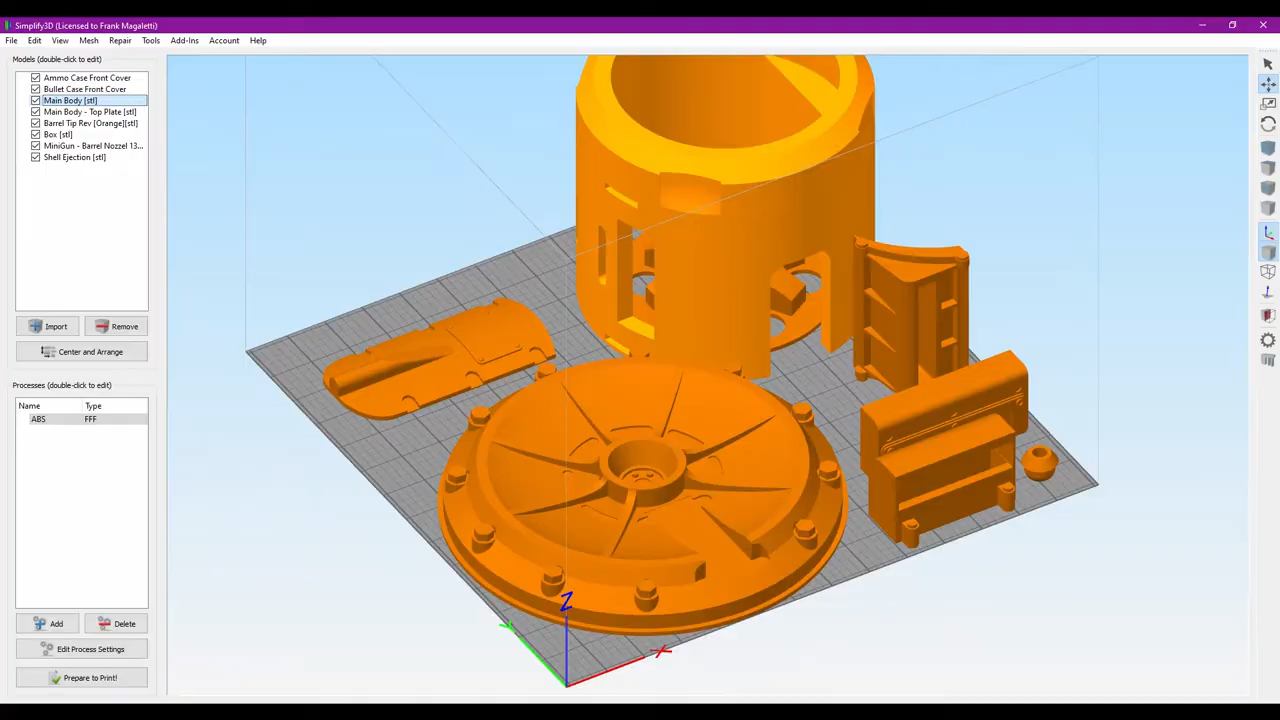 Simplify3D (Licensed to Frank Magaletti)
File Edit View Mesh Repair Tools Add-Ins Account Help
Models (double-click to edit)
Ammo Case Front Cover
Bullet Case Front Cover
Main Body [stl]
Main Body - Top Plate [stl]
Barrel Tip Rev [Orange][stl]
Box [stl]
MiniGun - Barrel Nozzel 13...
Shell Ejection [stl]
Import Remove
Center and Arrange
Processes (double-click to edit)
Name Type
ABS FFF
Add Delete
Edit Process Settings
Prepare to Print!
Z
X
Y